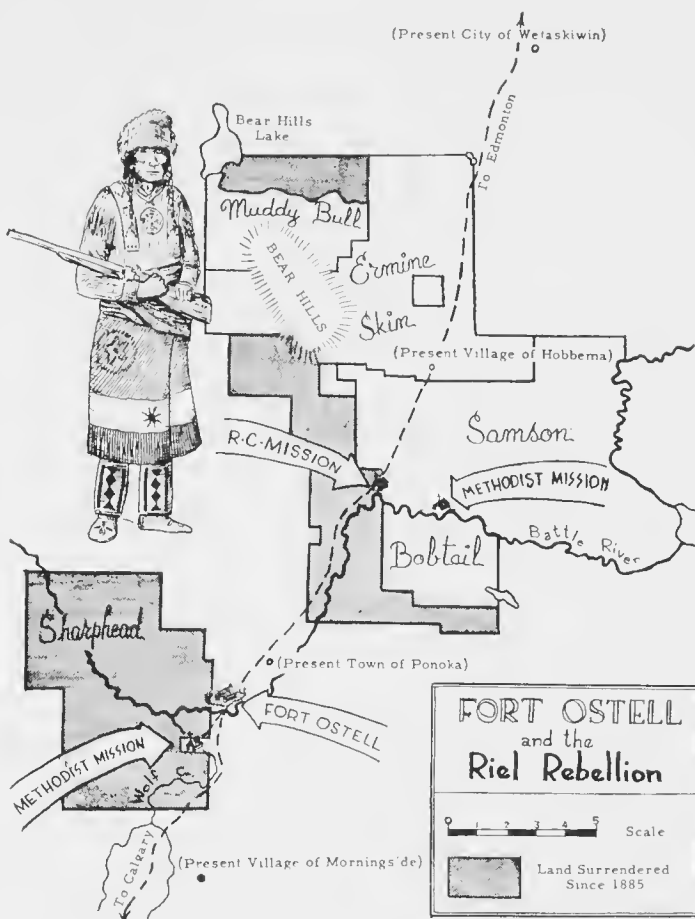 (Present City of Wetaskiwin)
Bear Hills
Lake
To Edmonton
Muddy Bull
BEAR HILLS
Ermine
Skin
(Present Village of Hobbema)
Samson
R.C. MISSION
METHODIST MISSION
Battle River
Bobtail
Sharphead
(Present Town of Ponoka)
FORT OSTELL
METHODIST MISSION
Wolf
C.
To Calgary
(Present Village of Morningside)
FORT OSTELL
and the
Riel Rebellion
0 1 2 3 4 5
Scale
Land Surrendered
Since 1885